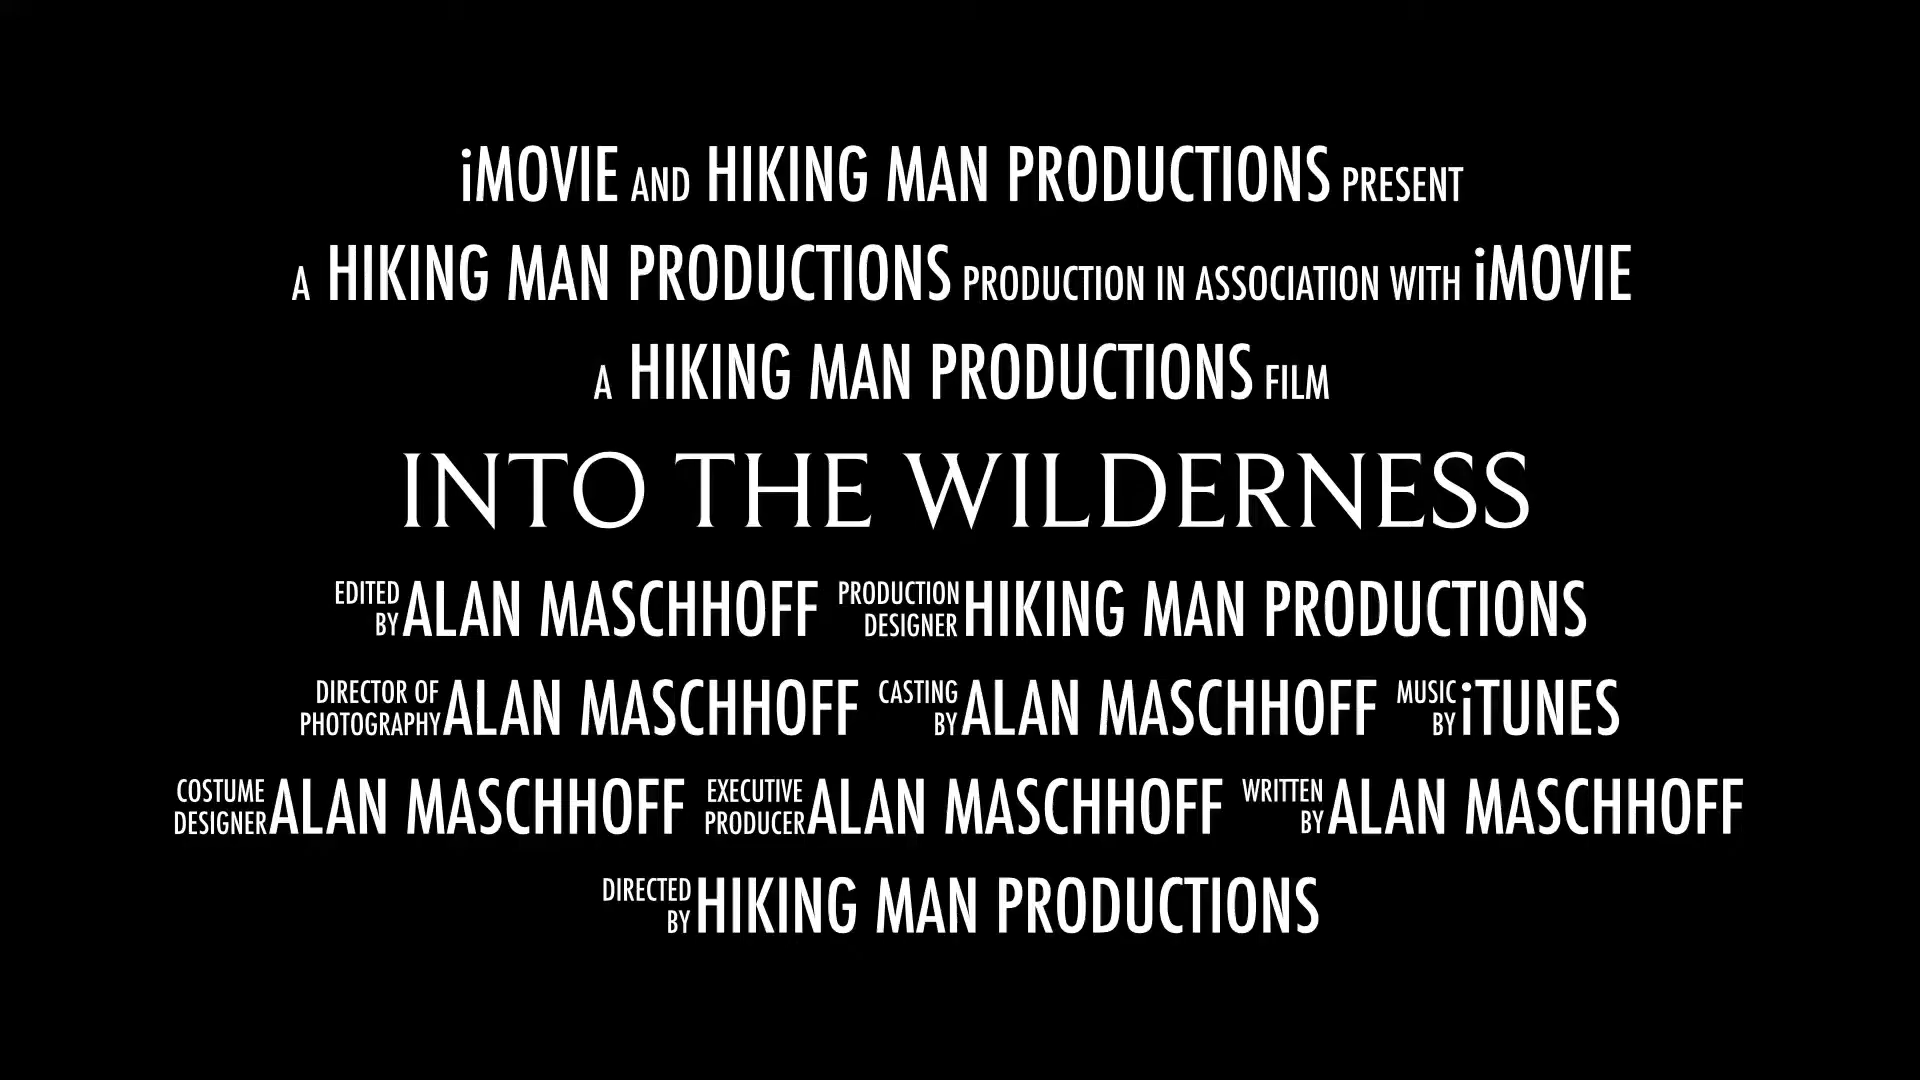 iMOVIE AND HIKING MAN PRODUCTIONS PRESENT
A HIKING MAN PRODUCTIONS PRODUCTION IN ASSOCIATION WITH iMOVIE
A HIKING MAN PRODUCTIONS FILM
INTO THE WILDERNESS
EDITED BY ALAN MASCHHOFF PRODUCTION DESIGNER HIKING MAN PRODUCTIONS
DIRECTOR OF PHOTOGRAPHY ALAN MASCHHOFF CASTING BY ALAN MASCHHOFF MUSIC BY iTUNES
COSTUME DESIGNER ALAN MASCHHOFF EXECUTIVE PRODUCER ALAN MASCHHOFF WRITTEN BY ALAN MASCHHOFF
DIRECTED BY HIKING MAN PRODUCTIONS